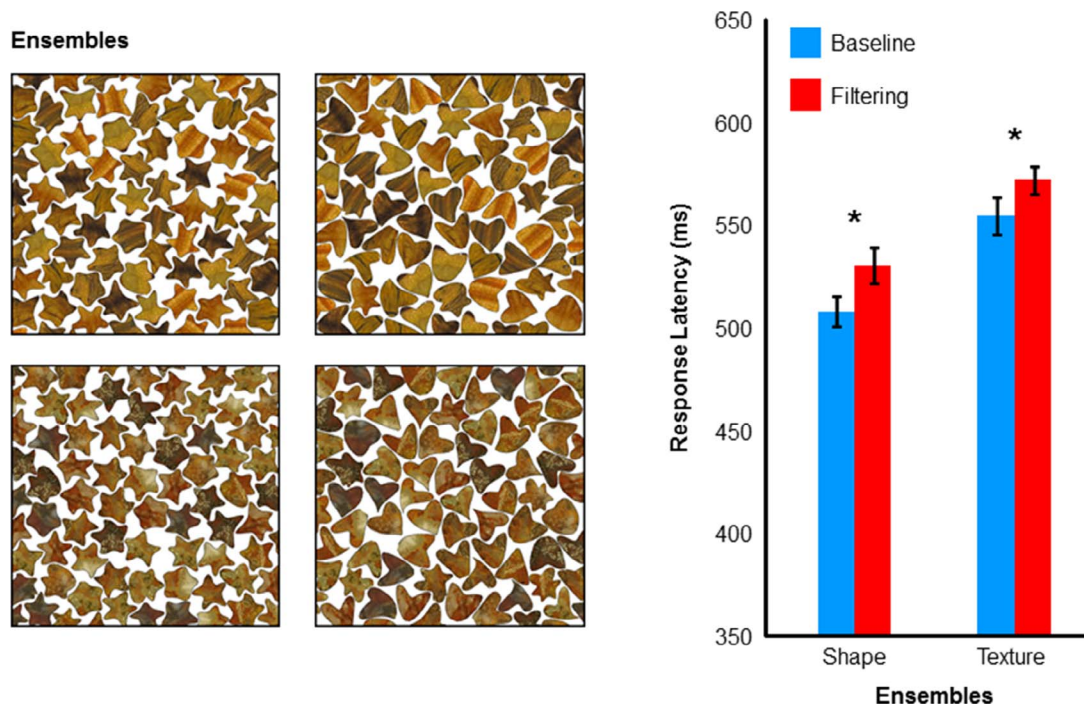 Ensembles
Baseline
Filtering
Response Latency (ms)
650
600
550
500
450
400
350
*
*
Shape
Texture
Ensembles